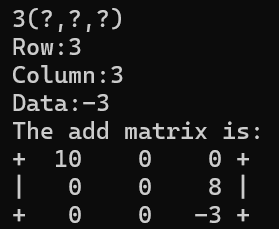 3(?,?,?)
Row:3
Column:3
Data:-3
The add matrix is:
+  10    0    0 +
|   0    0    8 |
+   0    0   -3 +